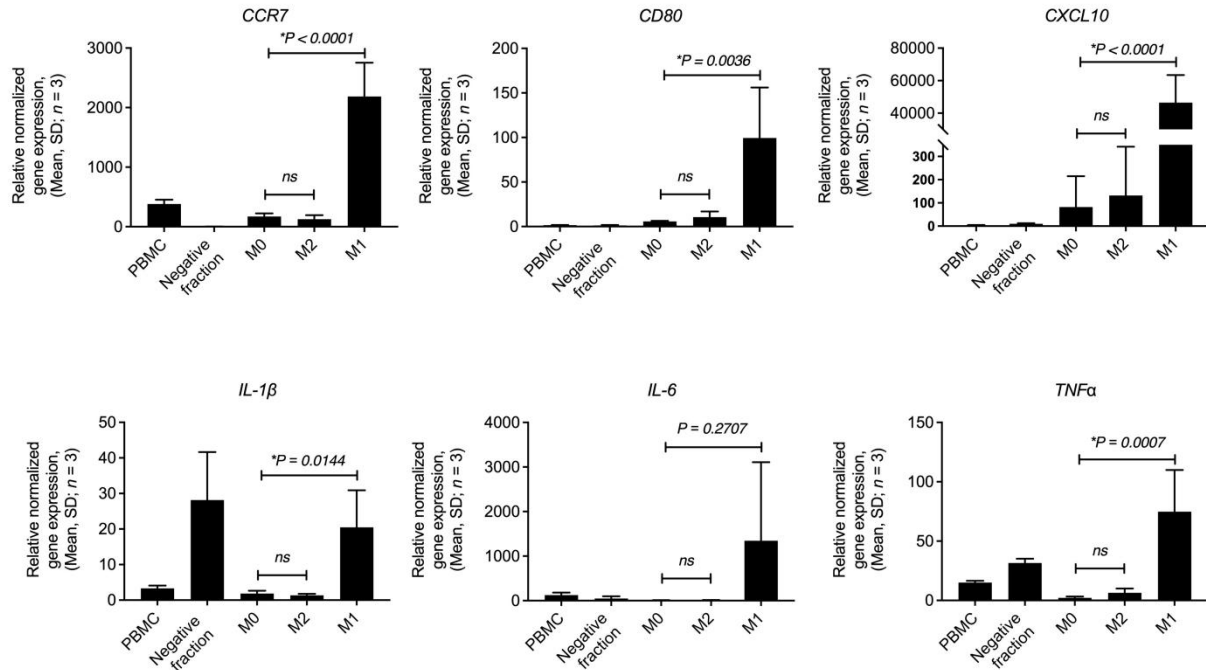 CCR7
Relative normalized
gene expression,
(Mean, SD; n = 3)
3000
2000
1000
0
*P < 0.0001
ns
PBMC
Negative
fraction
M0
M2
M1
CD80
Relative normalized
gene expression,
(Mean, SD; n = 3)
200
150
100
50
0
*P = 0.0036
ns
PBMC
Negative
fraction
M0
M2
M1
CXCL10
Relative normalized
gene expression,
(Mean, SD; n = 3)
80000
60000
40000
300
200
100
0
*P < 0.0001
ns
PBMC
Negative
fraction
M0
M2
M1
IL-1β
Relative normalized
gene expression,
(Mean, SD; n = 3)
50
40
30
20
10
0
*P = 0.0144
ns
PBMC
Negative
fraction
M0
M2
M1
IL-6
Relative normalized
gene expression,
(Mean, SD; n = 3)
4000
3000
2000
1000
0
P = 0.2707
ns
PBMC
Negative
fraction
M0
M2
M1
TNFα
Relative normalized
gene expression,
(Mean, SD; n = 3)
150
100
50
0
*P = 0.0007
ns
PBMC
Negative
fraction
M0
M2
M1